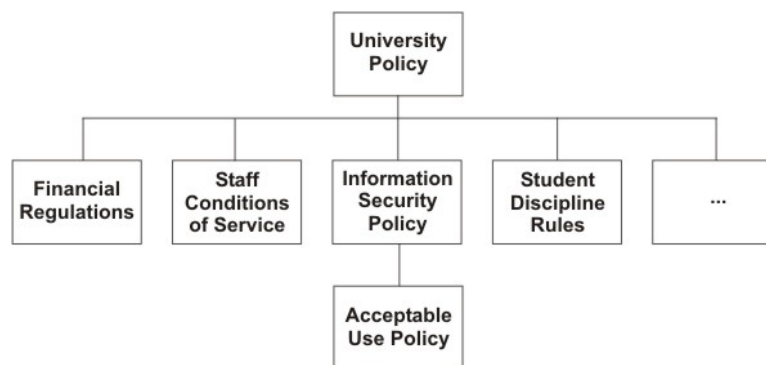 University
Policy
Financial
Regulations
Staff
Conditions
of Service
Information
Security
Policy
Student
Discipline
Rules
...
Acceptable
Use Policy